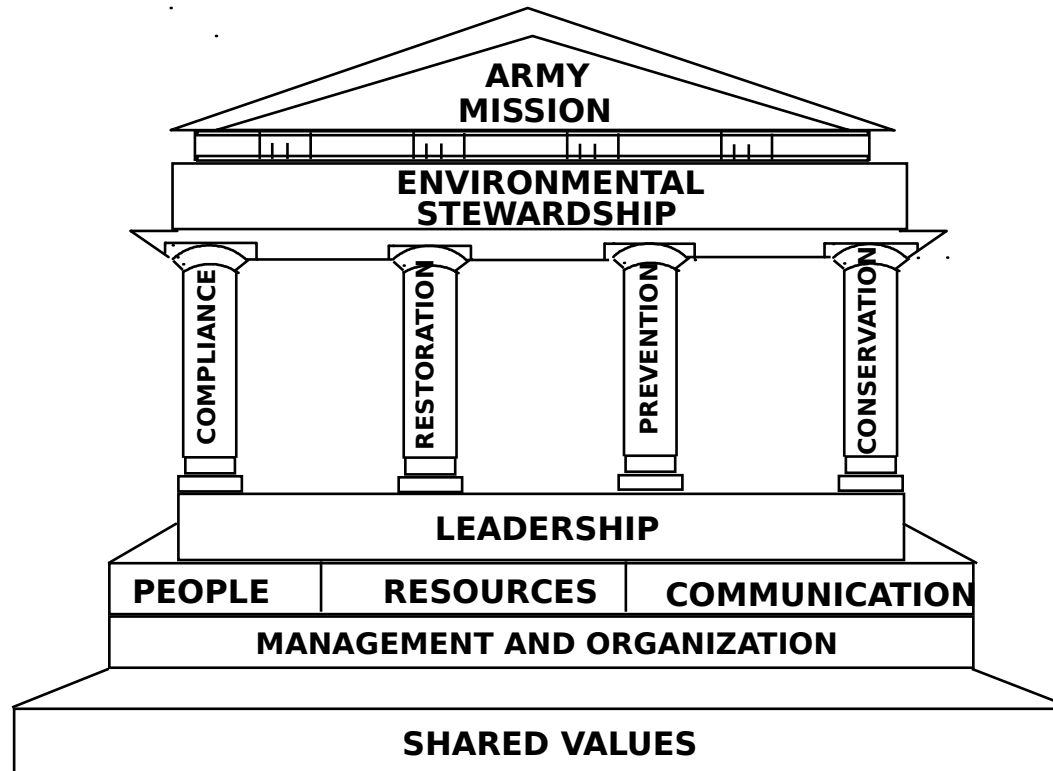 ARMY
MISSION
ENVIRONMENTAL
STEWARDSHIP
COMPLIANCE
RESTORATION
PREVENTION
CONSERVATION
LEADERSHIP
PEOPLE
RESOURCES
COMMUNICATION
MANAGEMENT AND ORGANIZATION
SHARED VALUES